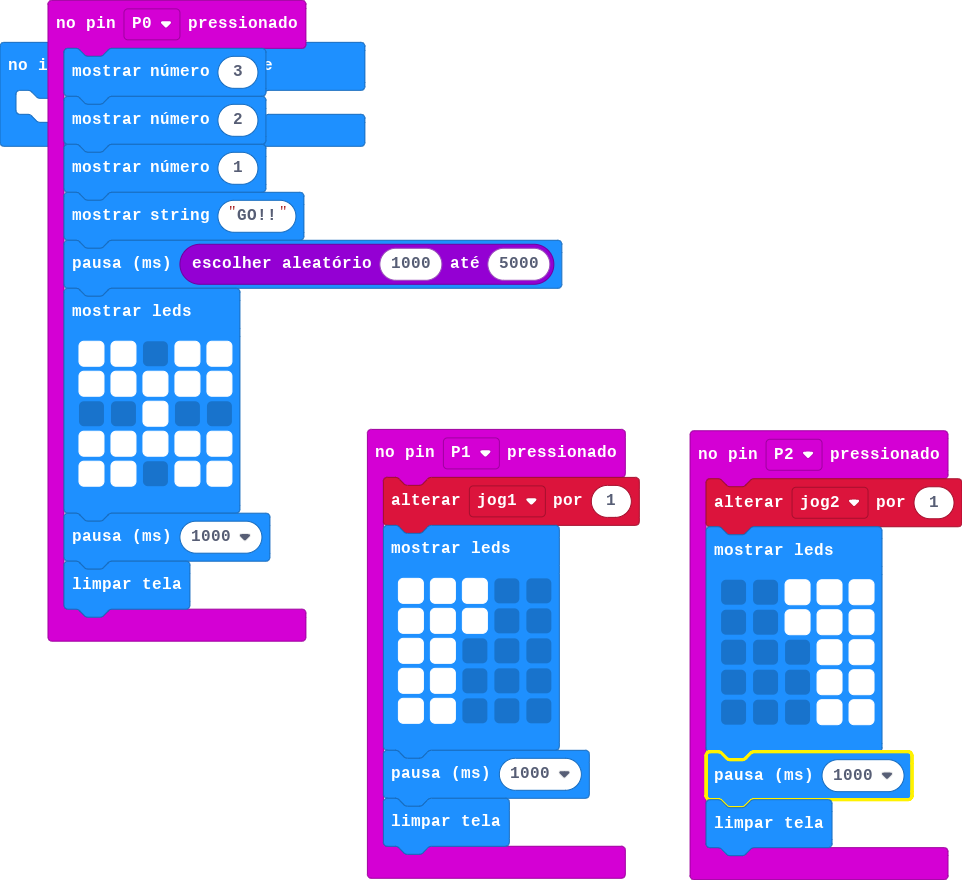 no pin P0 pressionado
no i
mostrar número 3
mostrar número 2
mostrar número 1
mostrar string "GO!!"
pausa (ms) escolher aleatório 1000 até 5000
mostrar leds
pausa (ms) 1000
limpar tela
no pin P1 pressionado
alterar jog1 por 1
mostrar leds
pausa (ms) 1000
limpar tela
no pin P2 pressionado
alterar jog2 por 1
mostrar leds
pausa (ms) 1000
limpar tela